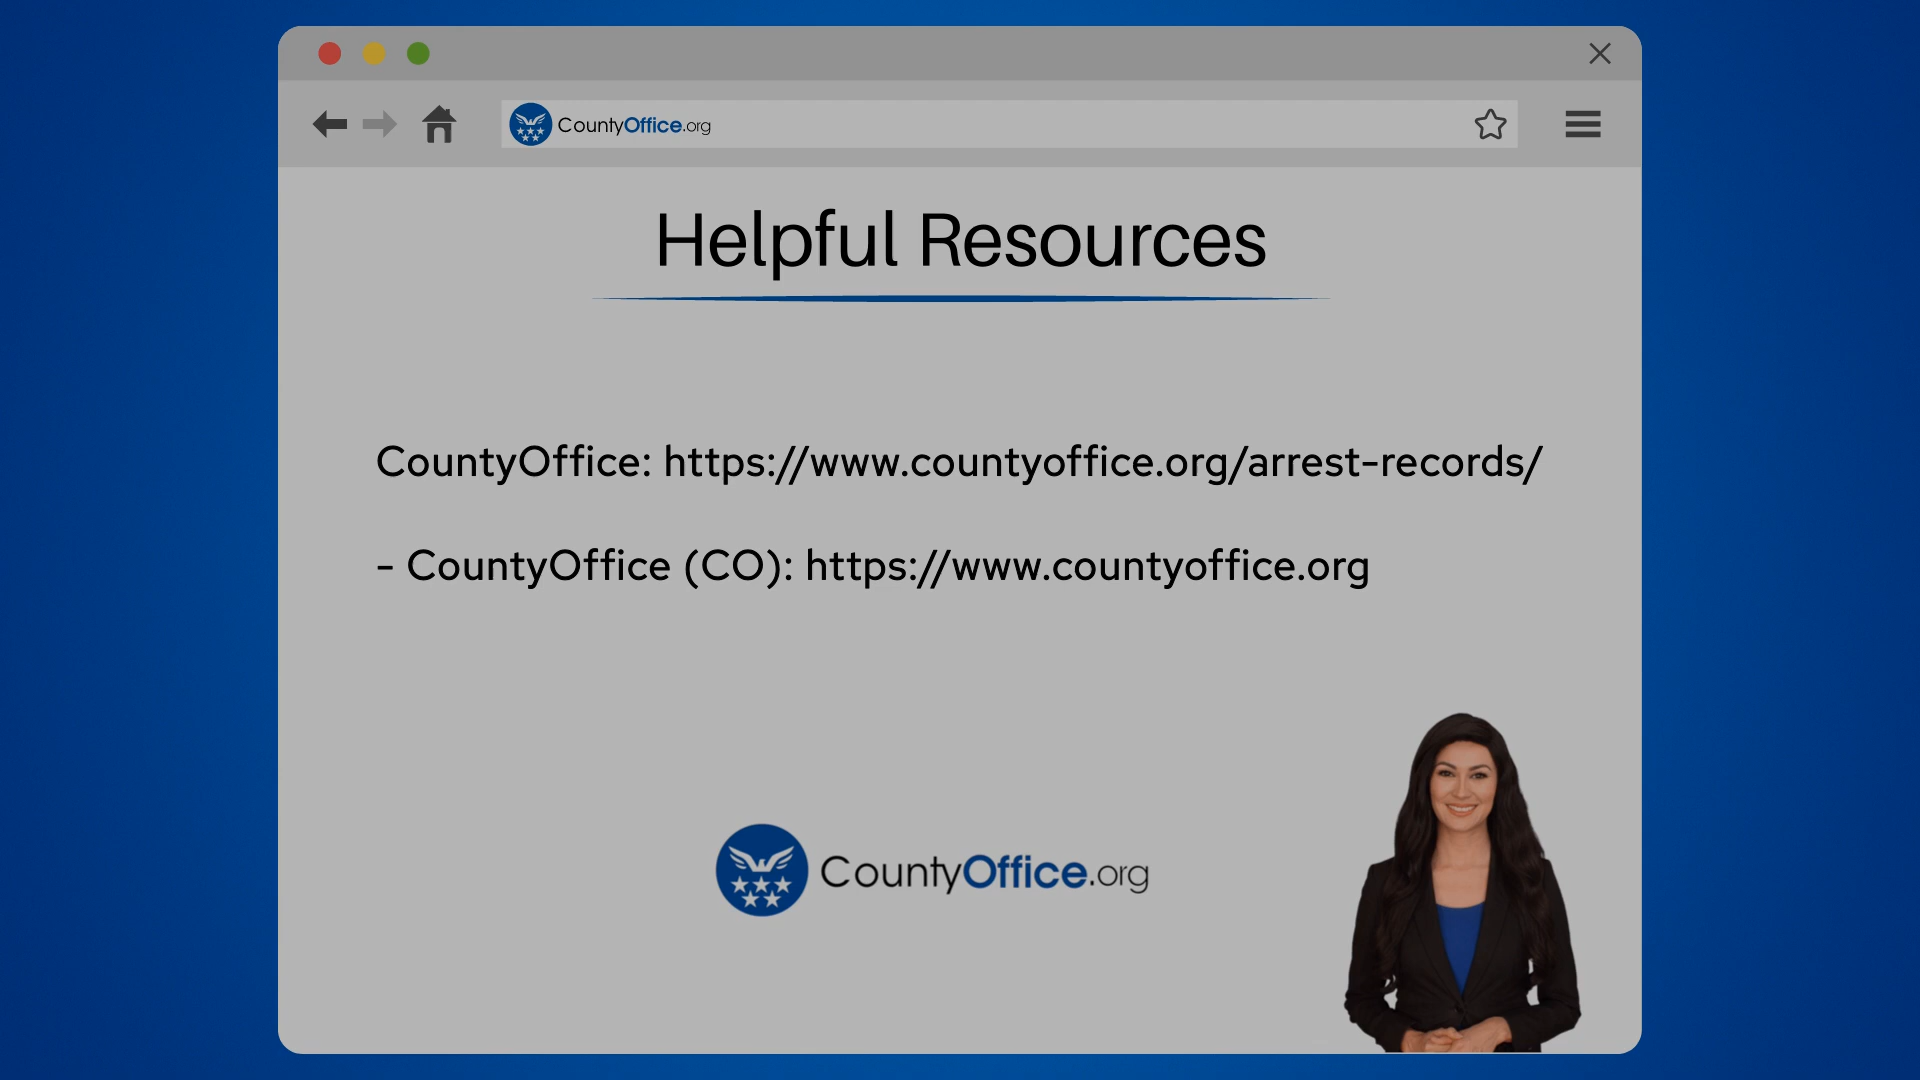 CountyOffice.org
Helpful Resources
CountyOffice: https://www.countyoffice.org/arrest-records/
- CountyOffice (CO): https://www.countyoffice.org
CountyOffice.org